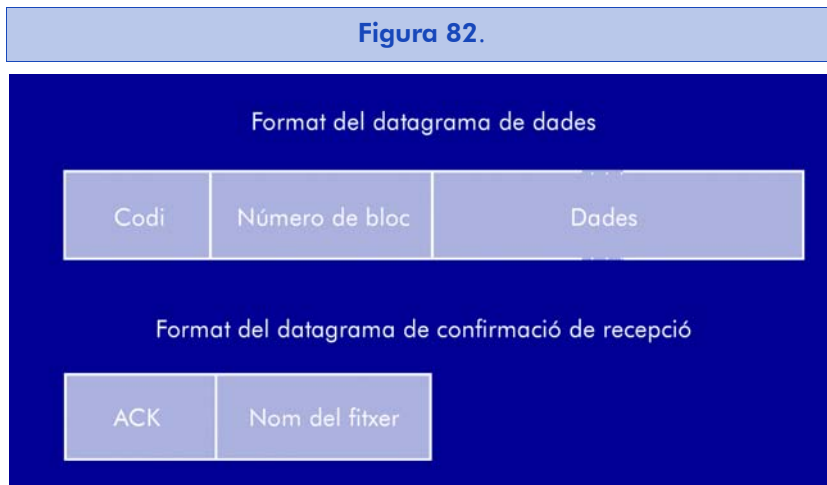 Figura 82.
Format del datagrama de dades
Codi Número de bloc Dades
Format del datagrama de confirmació de recepció
ACK Nom del fitxer